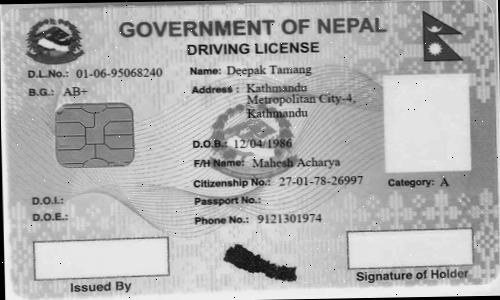 GOVERNMENT OF NEPAL
DRIVING LICENSE
D.L.No.: 01-06-95068240
B.G.: AB+
Name: Deepak Tamang
Address : Kathmandu
Metropolitan City-4,
Kathmandu
D.O.B.: 12/04/1986
F/H Name: Mahesh Acharya
Citizenship No.: 27-01-78-26997
Category: A
D.O.I.:
Passport No.:
D.O.E.:
Phone No.: 9121301974
Issued By
Signature of Holder